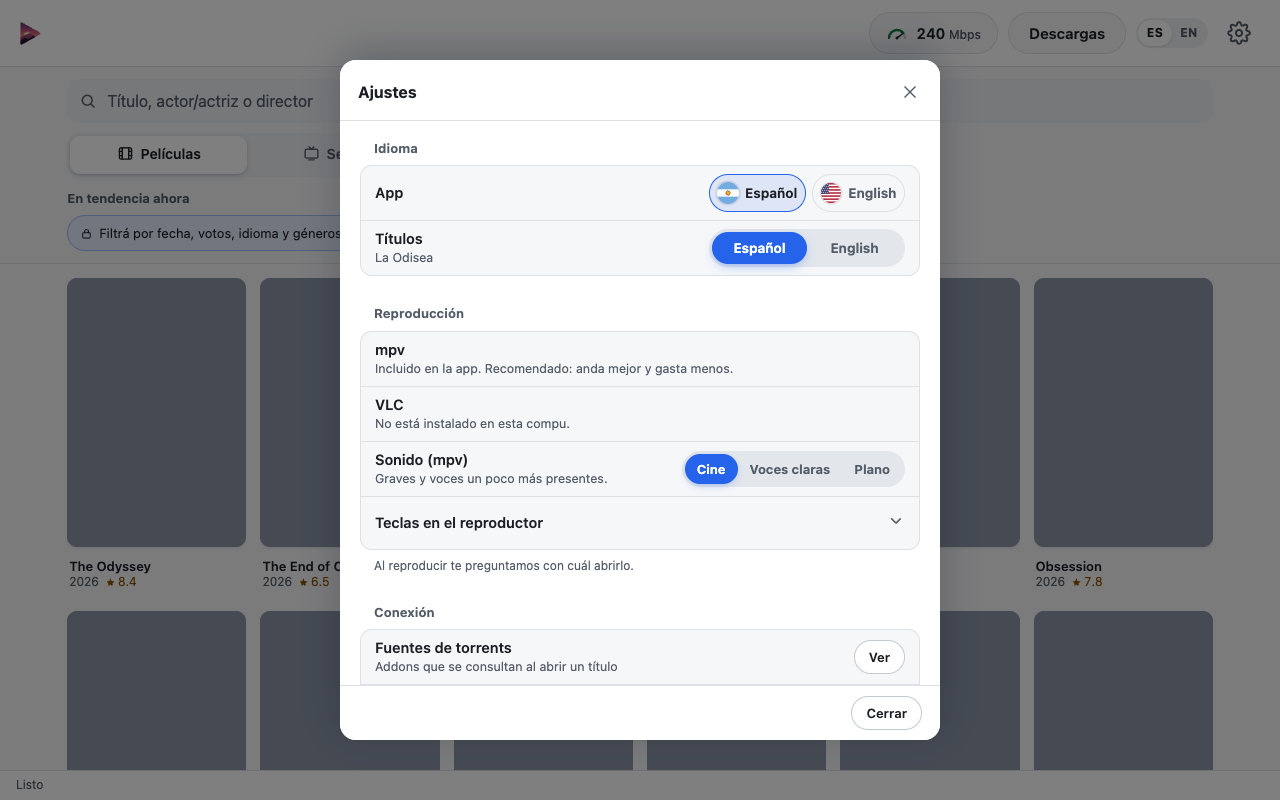 240 Mbps
Descargas
ES EN
Título, actor/actriz o director
Películas
Se
En tendencia ahora
Filtrá por fecha, votos, idioma y géneros
Ajustes
Idioma
App
Español
English
Títulos
La Odisea
Español
English
Reproducción
mpv
Incluido en la app. Recomendado: anda mejor y gasta menos.
VLC
No está instalado en esta compu.
Sonido (mpv)
Graves y voces un poco más presentes.
Cine
Voces claras
Plano
Teclas en el reproductor
Al reproducir te preguntamos con cuál abrirlo.
Conexión
Fuentes de torrents
Addons que se consultan al abrir un título
Ver
Cerrar
The Odyssey
2026 ★ 8.4
The End of O
2026 ★ 6.5
Obsession
2026 ★ 7.8
Listo